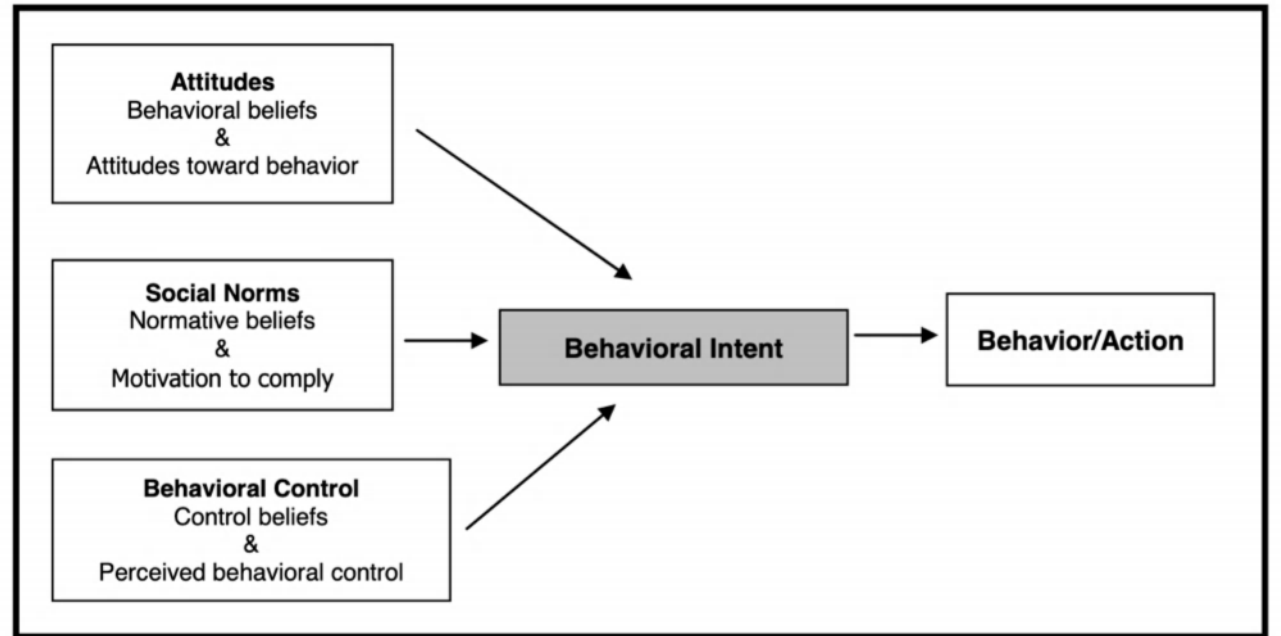 Attitudes
Behavioral beliefs
&
Attitudes toward behavior
Social Norms
Normative beliefs
&
Motivation to comply
Behavioral Control
Control beliefs
&
Perceived behavioral control
Behavioral Intent
Behavior/Action